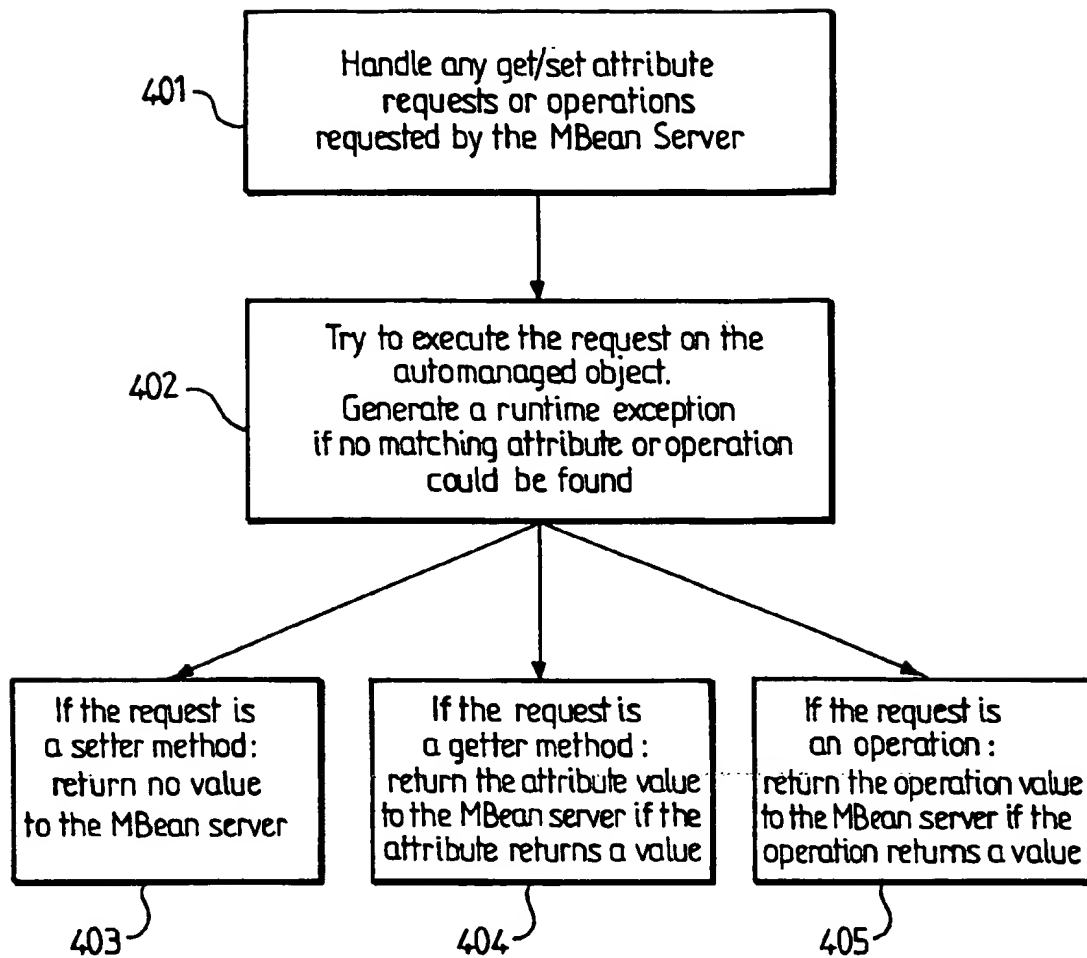 Handle any get/set attribute
requests or operations
requested by the MBean Server
401
Try to execute the request on the
automanaged object.
Generate a runtime exception
if no matching attribute or operation
could be found
402
If the request is
a setter method:
return no value
to the MBean server
403
If the request is
a getter method:
return the attribute value
to the MBean server if the
attribute returns a value
404
If the request is
an operation:
return the operation value
to the MBean server if the
operation returns a value
405